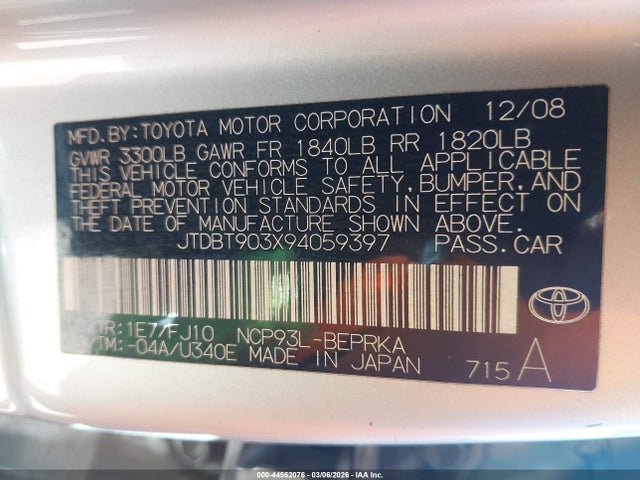 MFD.BY:TOYOTA MOTOR CORPORATION 12/08
GVWR 3300LB GAWR FR 1840LB RR 1820LB
THIS VEHICLE CONFORMS TO ALL APPLICABLE
FEDERAL MOTOR VEHICLE SAFETY, BUMPER, AND
THEFT PREVENTION STANDARDS IN EFFECT ON
THE DATE OF MANUFACTURE SHOWN ABOVE.
JTDBT903X94059397 PASS.CAR
TR:1E7/FJ10 NCP93L-BEPRKA
TM:-04A/U340E MADE IN JAPAN 715A
000-44562076 - 03/06/2026 - IAA Inc.